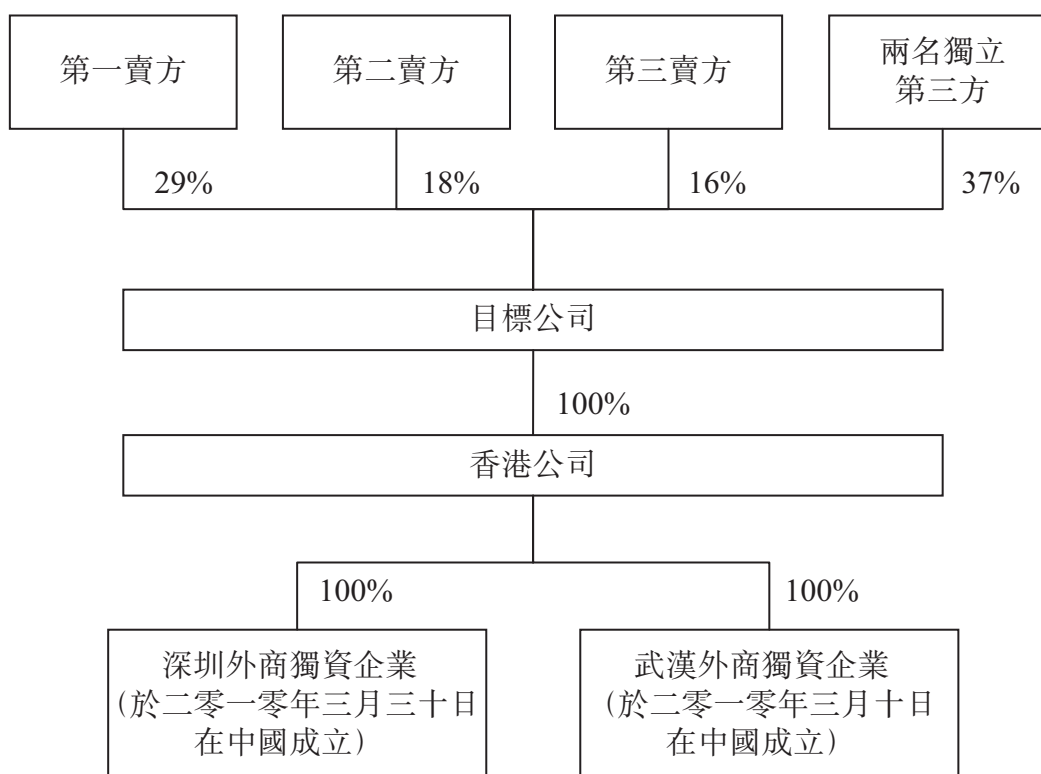 第一賣方
第二賣方
第三賣方
兩名獨立
第三方
29%
18%
16%
37%
目標公司
100%
香港公司
100%
100%
深圳外商獨資企業
(於二零一零年三月三十日
在中國成立)
武漢外商獨資企業
(於二零一零年三月十日
在中國成立)